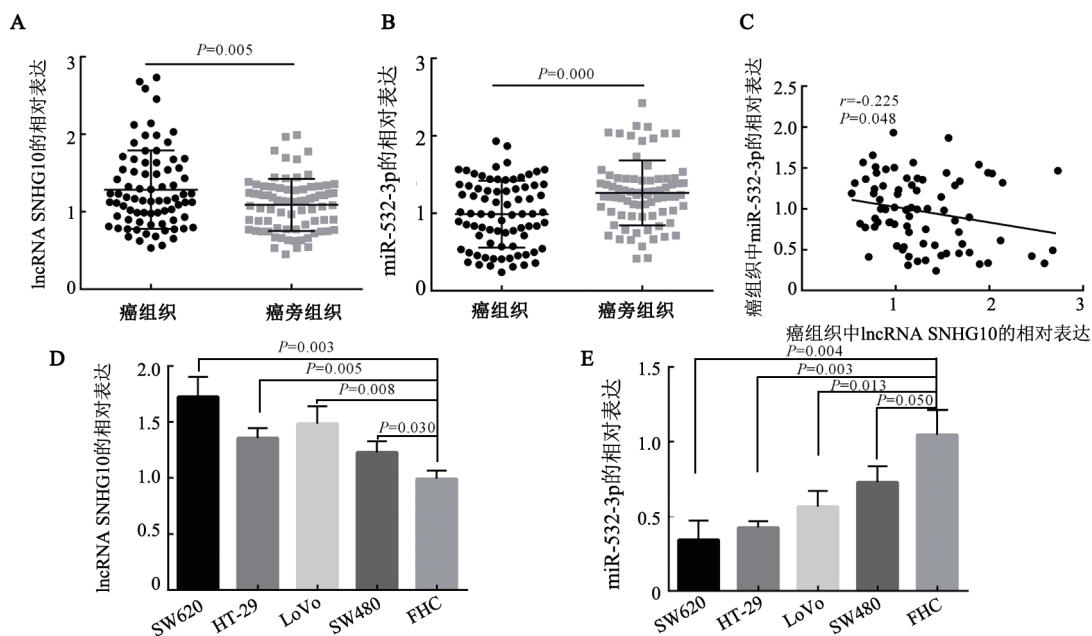 A
lncRNA SNHG10的相对表达
P=0.005
3
2
1
0
癌组织
癌旁组织
B
miR-532-3p的相对表达
P=0.000
3
2
1
0
癌组织
癌旁组织
C
癌组织中miR-532-3p的相对表达
r=-0.225
P=0.048
2.5
2.0
1.5
1.0
0.5
0
1
2
3
癌组织中lncRNA SNHG10的相对表达
D
lncRNA SNHG10的相对表达
P=0.003
P=0.005
P=0.008
P=0.030
2.0
1.5
1.0
0.5
0
SW620
HT-29
LoVo
SW480
FHC
E
miR-532-3p的相对表达
P=0.004
P=0.003
P=0.013
P=0.050
1.5
1.0
0.5
0
SW620
HT-29
LoVo
SW480
FHC